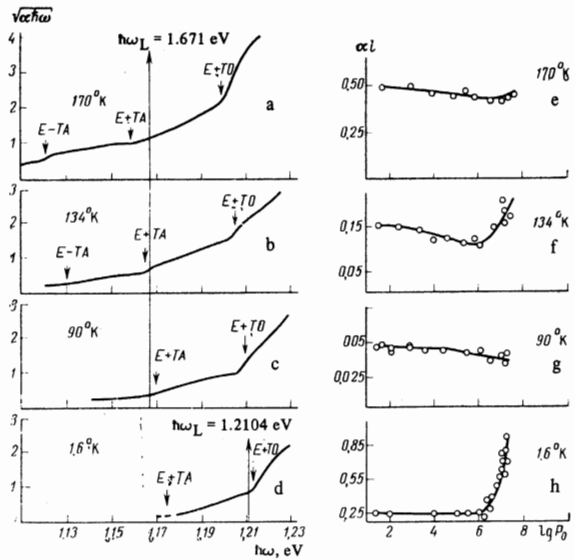 √αħω
ħω_L = 1.671 eV
4
3
2
1
170°K
E−TA
E+TA
E+TO
a
3
2
1
134°K
E−TA
E+TA
E+TO
b
3
2
1
90°K
E+TA
E+TO
c
ħω_L = 1.2104 eV
2
1
1,6°K
E+TA
E+TO
d
1,13 1,15 1,17 1,19 1,21 1,23
ħω, eV
αl
170°K
0,50
0,25
e
134°K
0,15
0,05
f
0,05
0,025
90°K
g
0,85
0,55
0,25
1,6°K
h
2 4 6 8 lg P₀